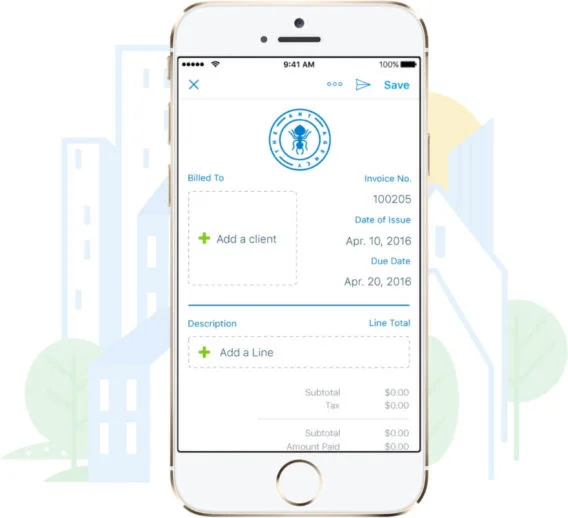 9:41 AM
100%
Save
THE ANT AGENCY
Billed To
Invoice No.
100205
Date of Issue
Add a client
Apr. 10, 2016
Due Date
Apr. 20, 2016
Description Line Total
Add a Line
Subtotal $0.00
Tax $0.00
Subtotal $0.00
Amount Paid $0.00